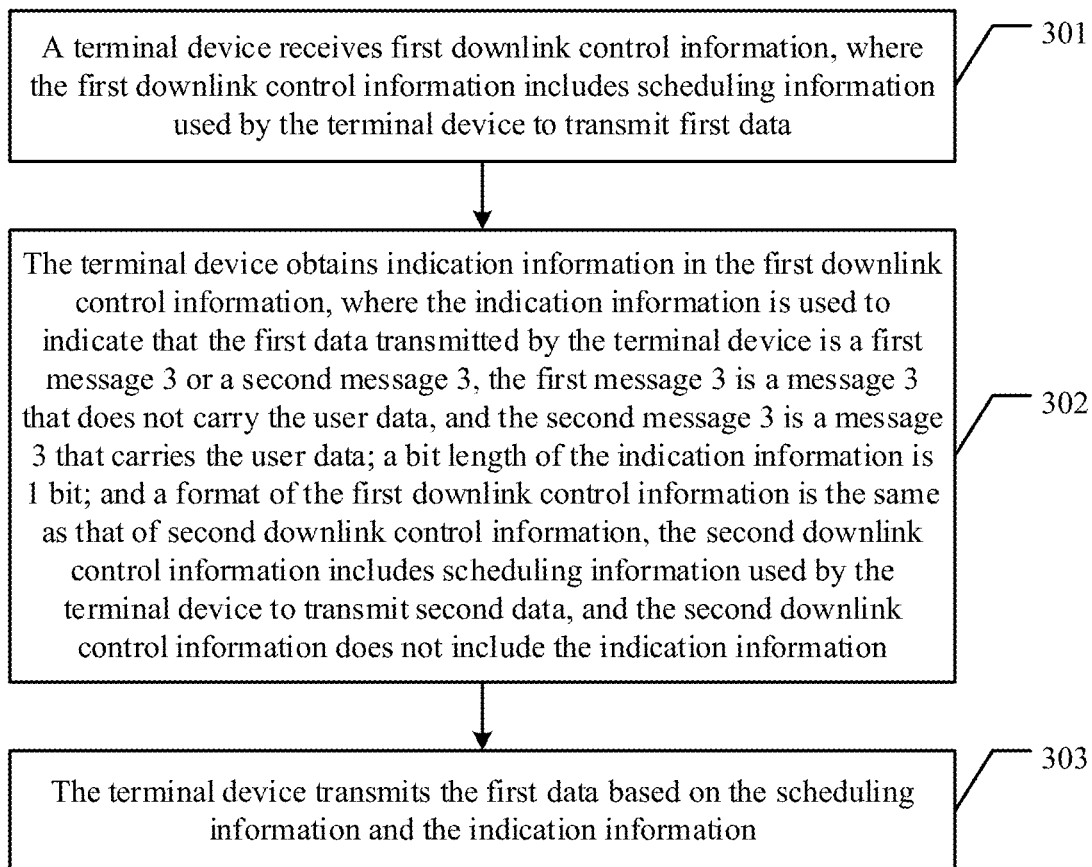 A terminal device receives first downlink control information, where
the first downlink control information includes scheduling information
used by the terminal device to transmit first data
301
The terminal device obtains indication information in the first downlink
control information, where the indication information is used to
indicate that the first data transmitted by the terminal device is a first
message 3 or a second message 3, the first message 3 is a message 3
that does not carry the user data, and the second message 3 is a message
3 that carries the user data; a bit length of the indication information is
1 bit; and a format of the first downlink control information is the same
as that of second downlink control information, the second downlink
control information includes scheduling information used by the
terminal device to transmit second data, and the second downlink
control information does not include the indication information
302
The terminal device transmits the first data based on the scheduling
information and the indication information
303